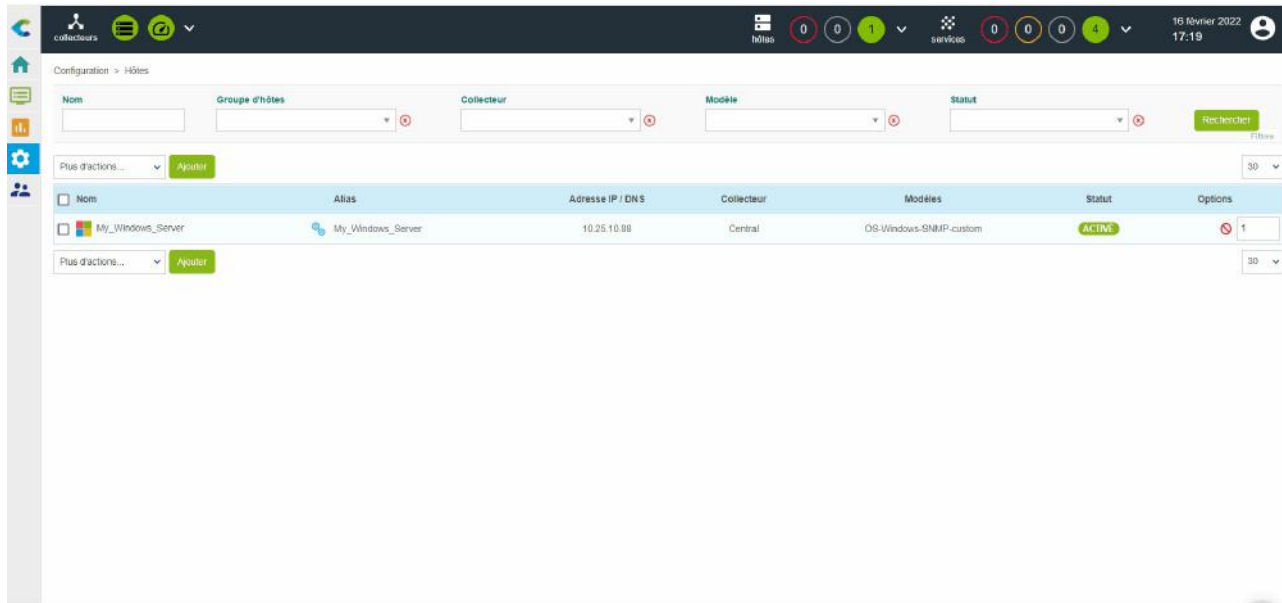 collecteurs
hôtes 0 0 1
services 0 0 0 4
16 février 2022
17:19
Configuration > Hôtes
Nom Groupe d'hôtes Collecteur Modèle Statut
Rechercher
Filtres
Plus d'actions... Ajouter 30
Nom Alias Adresse IP / DNS Collecteur Modèles Statut Options
My_Windows_Server My_Windows_Server 10.25.10.88 Central OS-Windows-SNMP-custom ACTIVÉ 1
Plus d'actions... Ajouter 30